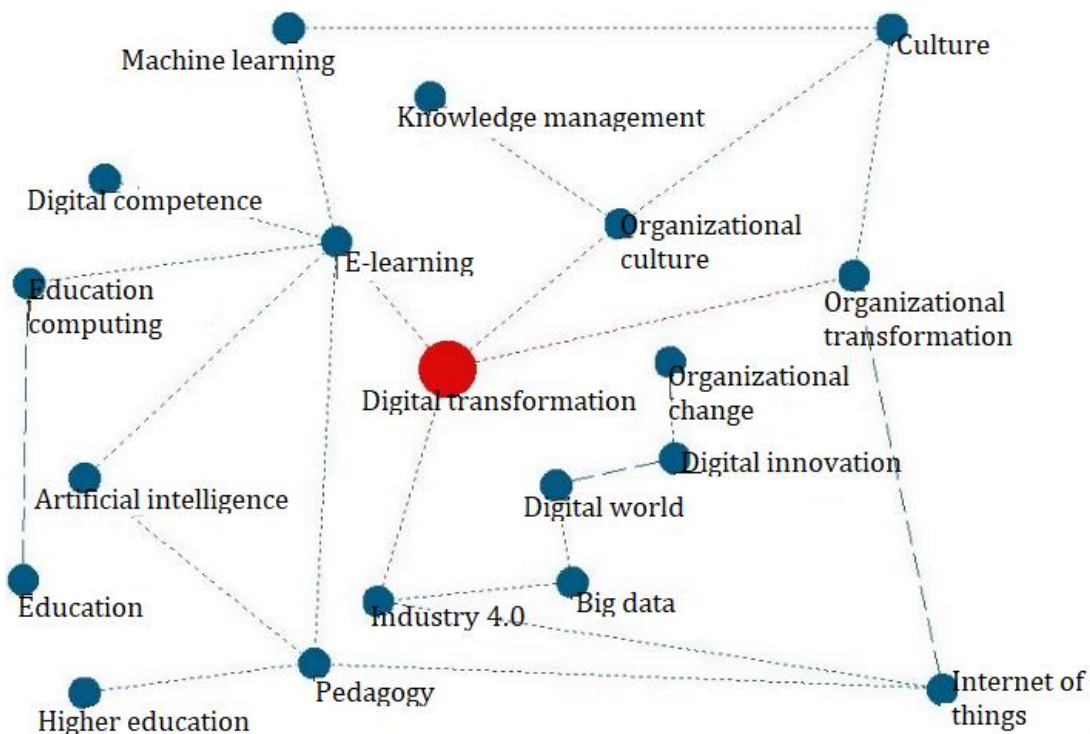 Machine learning
Culture
Knowledge management
Digital competence
Organizational
culture
E-learning
Education
computing
Organizational
transformation
Digital transformation
Organizational
change
Digital innovation
Artificial intelligence
Digital world
Education
Industry 4.0
Big data
Pedagogy
Internet of
things
Higher education